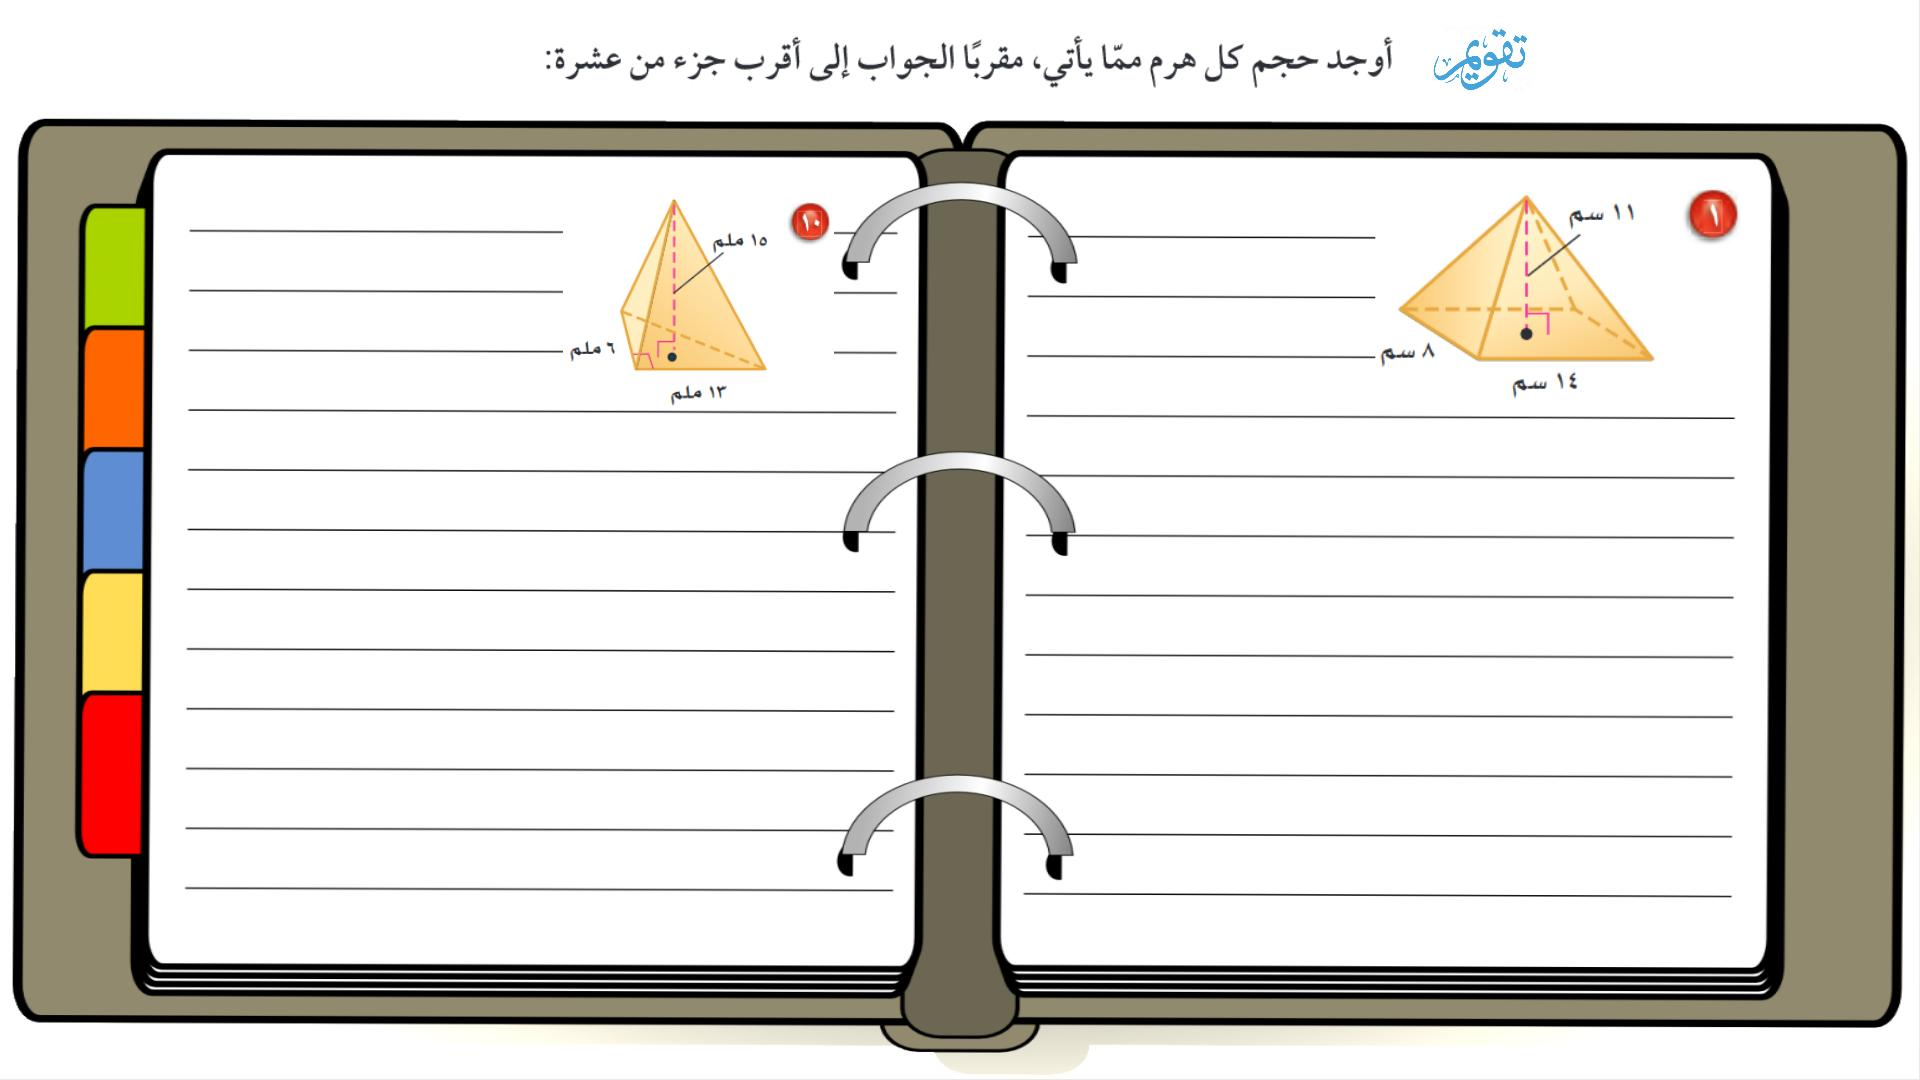 تقويم أوجد حجم كل هرم ممّا يأتي، مقربًا الجواب إلى أقرب جزء من عشرة:
١
١١ سم
٨ سم
١٤ سم
١٠
١٥ ملم
٦ ملم
١٣ ملم